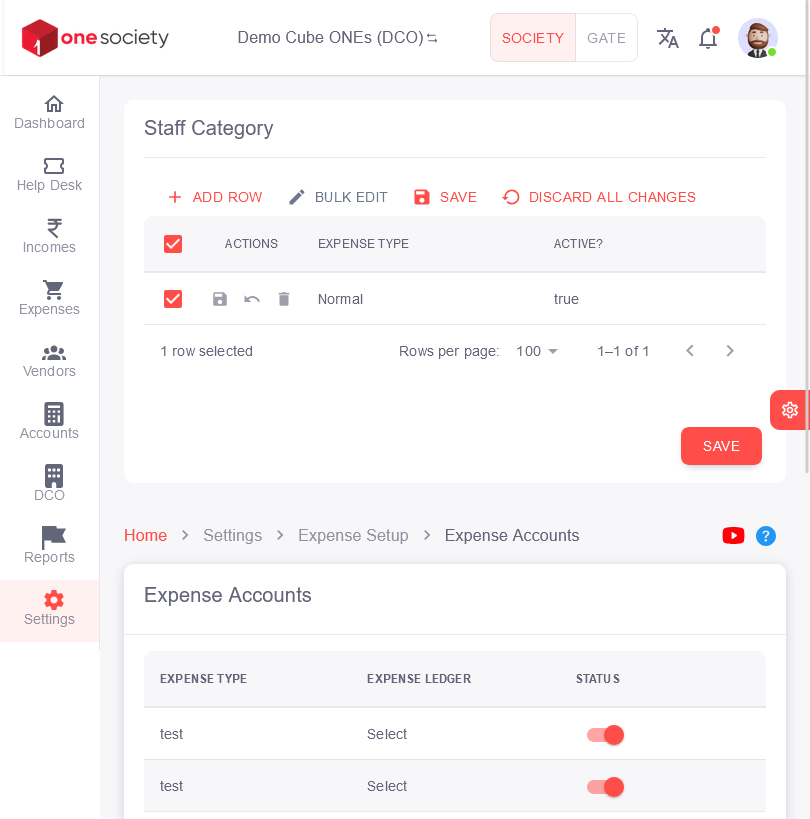 onesociety
Demo Cube ONEs (DCO)
SOCIETY GATE
Dashboard
Help Desk
Incomes
Expenses
Vendors
Accounts
DCO
Reports
Settings
Staff Category
ADD ROW BULK EDIT SAVE DISCARD ALL CHANGES
ACTIONS EXPENSE TYPE ACTIVE?
Normal true
1 row selected Rows per page: 100 1–1 of 1
SAVE
Home > Settings > Expense Setup > Expense Accounts ?
Expense Accounts
EXPENSE TYPE EXPENSE LEDGER STATUS
test Select
test Select